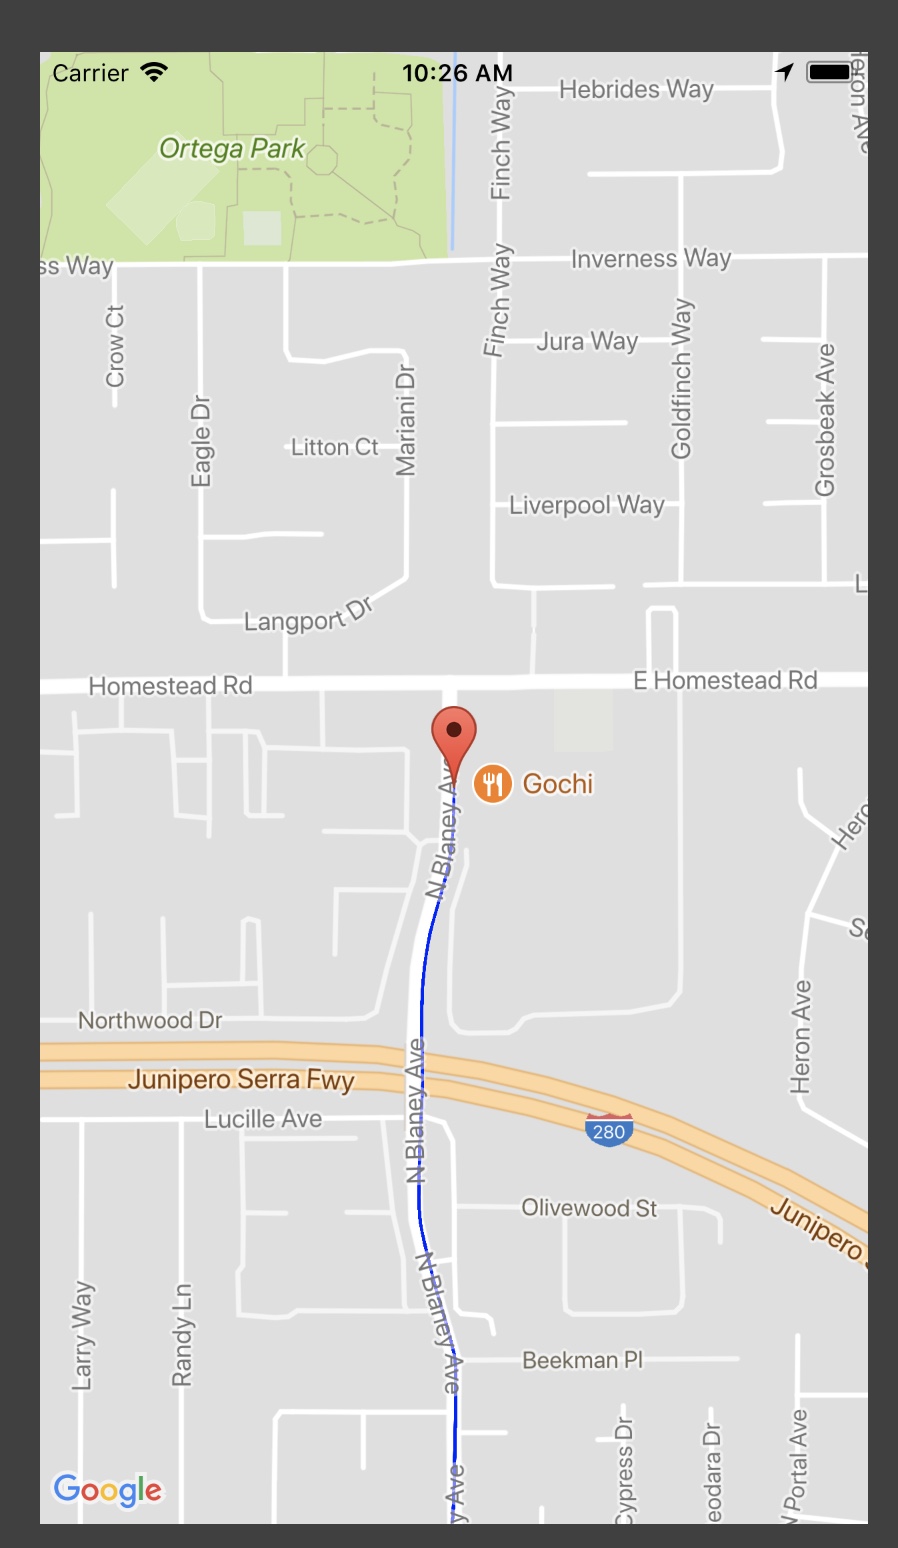 Carrier 10:26 AM
Hebrides Way
Finch Way
Ortega Park
Inverness Way
ss Way
Finch Way
Crow Ct
Jura Way
Goldfinch Way
Mariani Dr
Grosbeak Ave
Eagle Dr
Litton Ct
Liverpool Way
Langport Dr
Homestead Rd
E Homestead Rd
Gochi
N Blaney Ave
Northwood Dr
Heron Ave
N Blaney Ave
Junipero Serra Fwy
Lucille Ave
280
Olivewood St
Junipero
N Blaney Ave
Larry Way
Randy Ln
Beekman Pl
Cypress Dr
eodara Dr
N Portal Ave
y Ave
Google